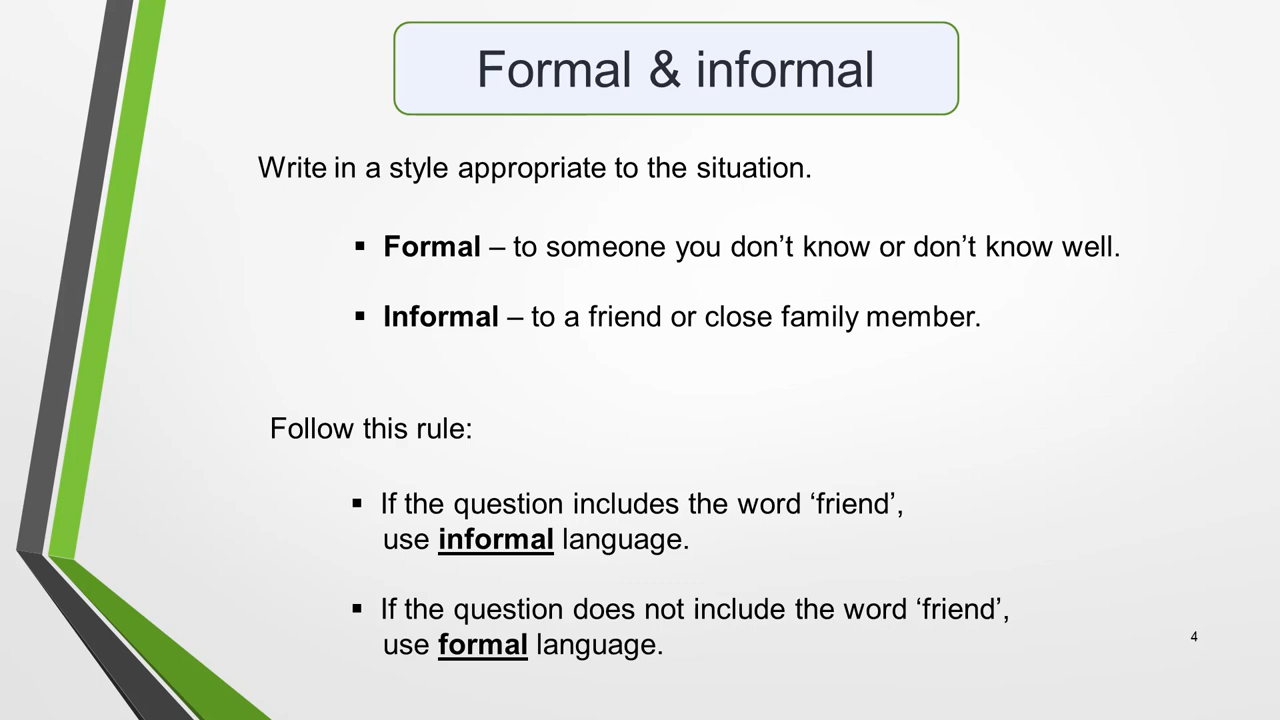 Formal & informal
Write in a style appropriate to the situation.
▪ Formal – to someone you don’t know or don’t know well.
▪ Informal – to a friend or close family member.
Follow this rule:
▪ If the question includes the word ‘friend’,
use informal language.
▪ If the question does not include the word ‘friend’,
use formal language.
4